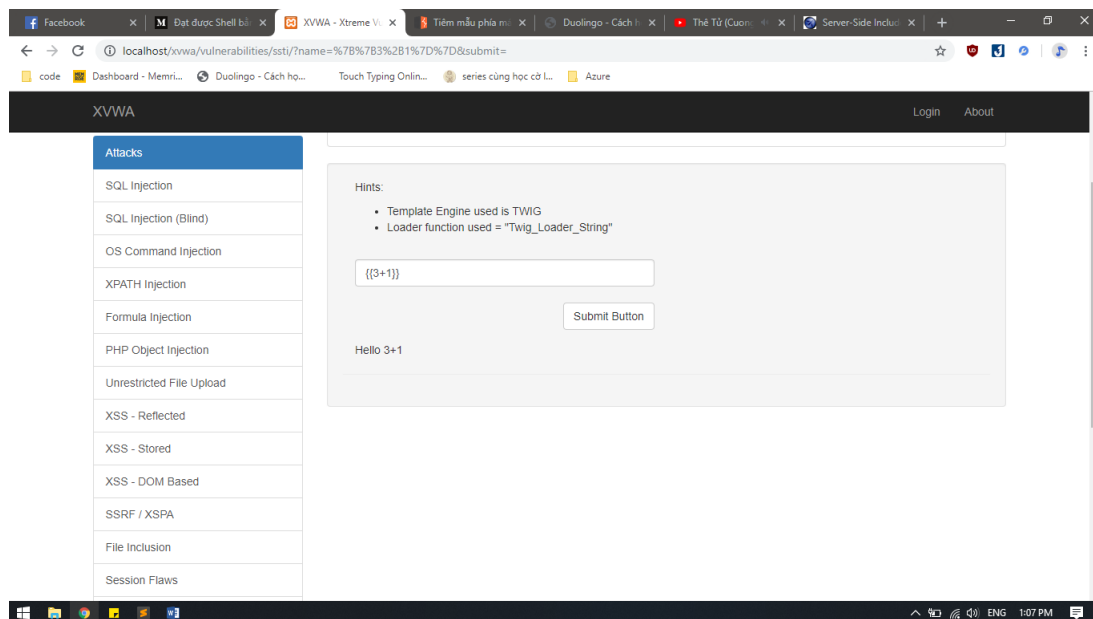 Facebook
Đạt được Shell bả
XVWA - Xtreme Vu
Tiêm mẫu phía má
Duolingo - Cách h
Thê Tử (Cuon
Server-Side Includ
localhost/xvwa/vulnerabilities/ssti/?name=%7B%7B3%2B1%7D%7D&submit=
code
Dashboard - Memri...
Duolingo - Cách họ...
Touch Typing Onlin...
series cùng học cờ l...
Azure
XVWA
Login
About
Attacks
SQL Injection
SQL Injection (Blind)
OS Command Injection
XPATH Injection
Formula Injection
PHP Object Injection
Unrestricted File Upload
XSS - Reflected
XSS - Stored
XSS - DOM Based
SSRF / XSPA
File Inclusion
Session Flaws
Hints:
• Template Engine used is TWIG
• Loader function used = "Twig_Loader_String"
{{3+1}}
Submit Button
Hello 3+1
ENG
1:07 PM